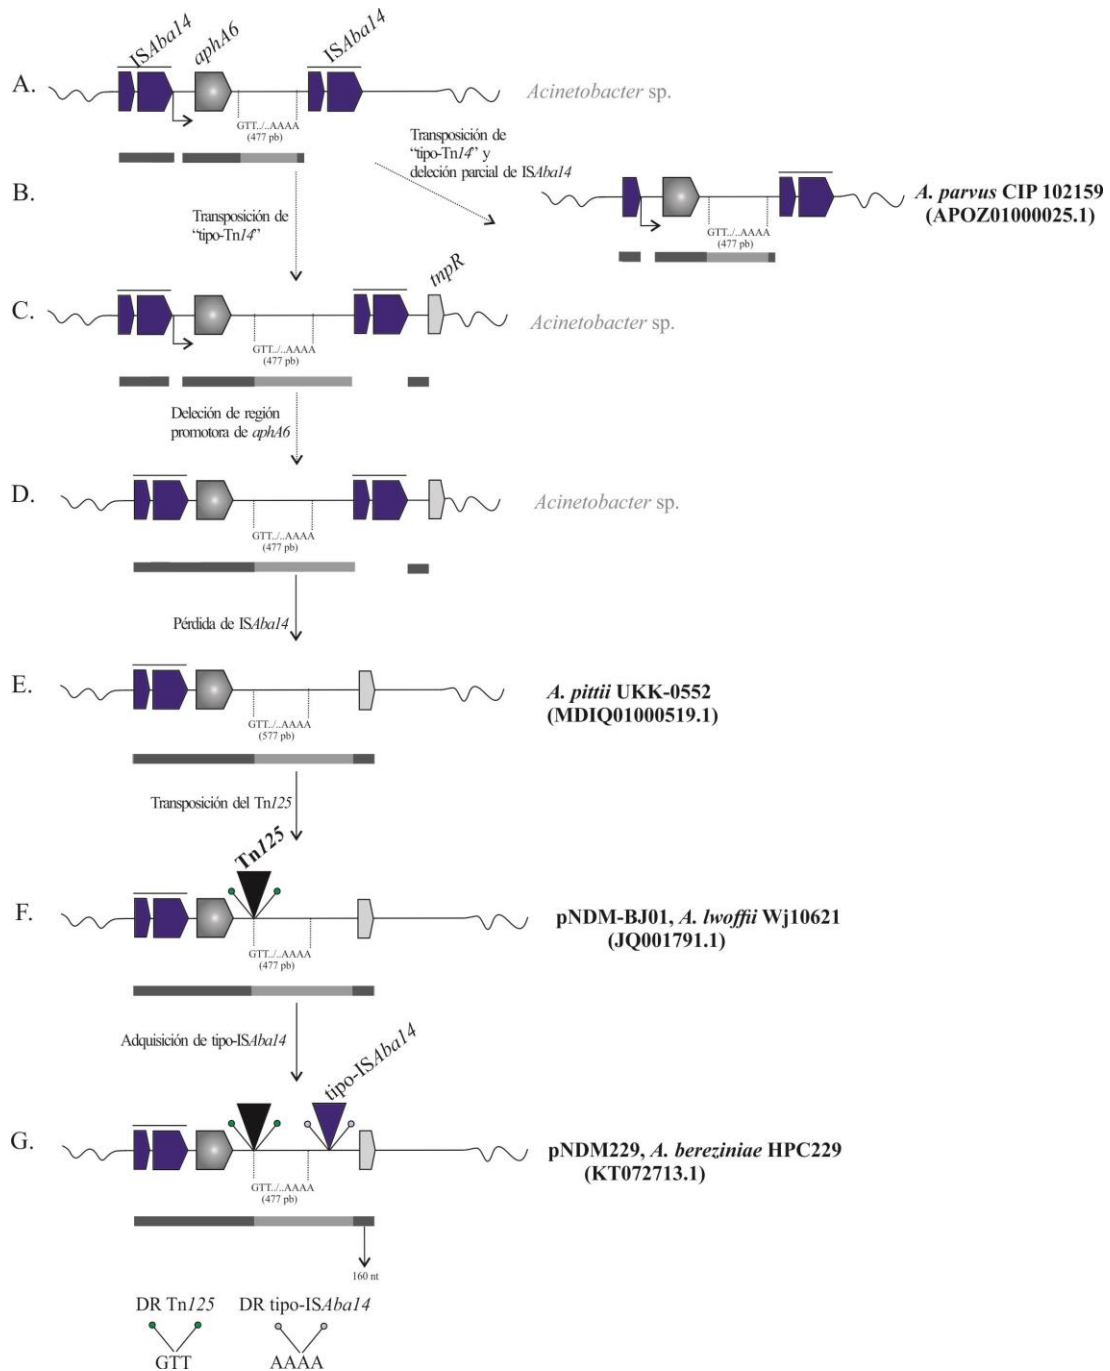 ISAba14
aphA6
ISAba14
A.
GTT../..AAAA
(477 pb)
Acinetobacter sp.
Transposición de
“tipo-Tn14” y
deleción parcial de ISAba14
B.
GTT../..AAAA
(477 pb)
A. parvus CIP 102159
(APOZ01000025.1)
Transposición de
“tipo-Tn14”
tnpR
C.
GTT../..AAAA
(477 pb)
Acinetobacter sp.
Deleción de región
promotora de aphA6
D.
GTT../..AAAA
(477 pb)
Acinetobacter sp.
Pérdida de ISAba14
E.
GTT../..AAAA
(577 pb)
A. pittii UKK-0552
(MDIQ01000519.1)
Transposición del Tn125
Tn125
F.
GTT../..AAAA
(477 pb)
pNDM-BJ01, A. lwoffii Wj10621
(JQ001791.1)
Adquisición de tipo-ISAba14
tipo-ISAba14
G.
GTT../..AAAA
(477 pb)
pNDM229, A. bereziniae HPC229
(KT072713.1)
160 nt
DR Tn125
DR tipo-ISAba14
GTT
AAAA